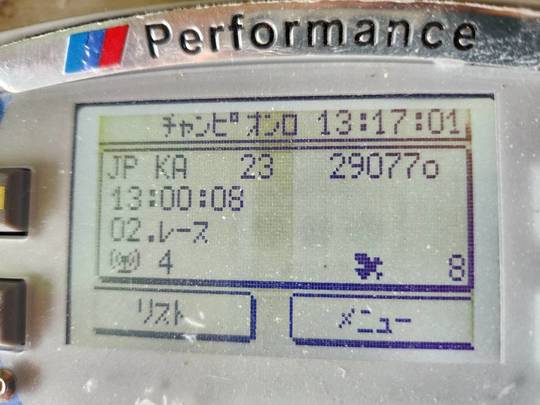 Performance
チャンピオンロ 13:17:01
JP KA 23 29077o
13:00:08
02.レース
4 8
リスト メニュー